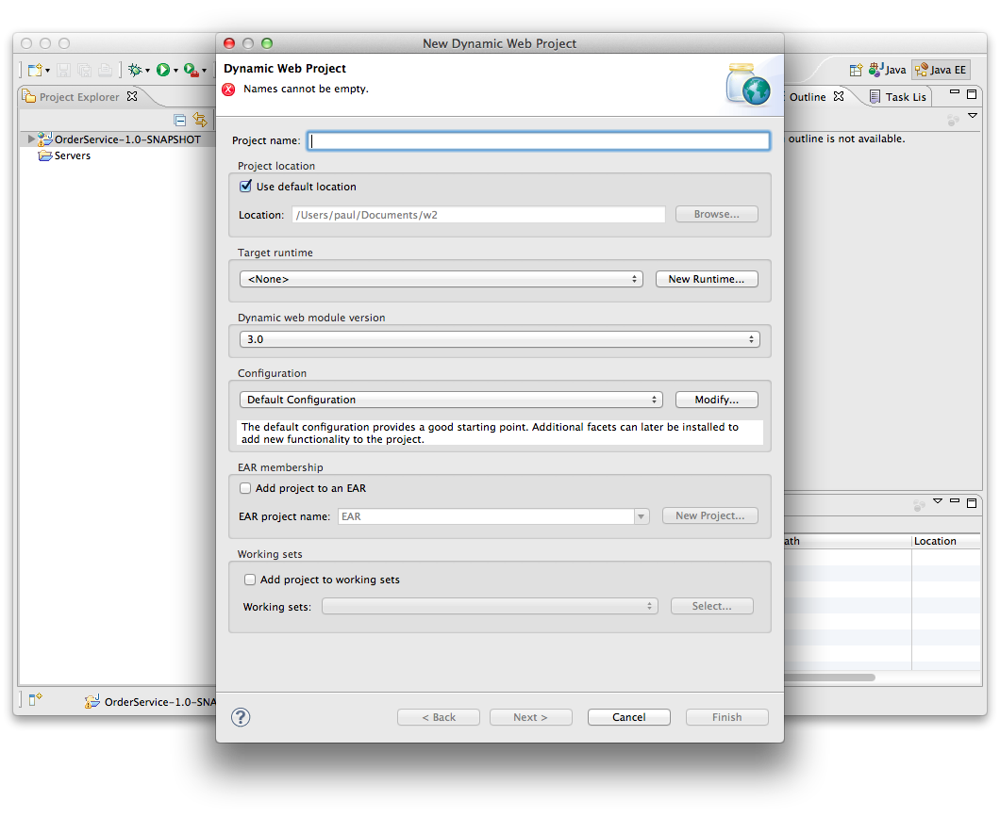 New Dynamic Web Project
Dynamic Web Project
Names cannot be empty.
Java
Java EE
Project Explorer
Outline
Task Lis
OrderService-1.0-SNAPSHOT
Servers
outline is not available.
Project name:
Project location
Use default location
Location: /Users/paul/Documents/w2 Browse...
Target runtime
<None> New Runtime...
Dynamic web module version
3.0
Configuration
Default Configuration Modify...
The default configuration provides a good starting point. Additional facets can later be installed to
add new functionality to the project.
EAR membership
Add project to an EAR
EAR project name: EAR New Project...
Working sets
Add project to working sets
Working sets: Select...
ath Location
OrderService-1.0-SNA
? < Back Next > Cancel Finish